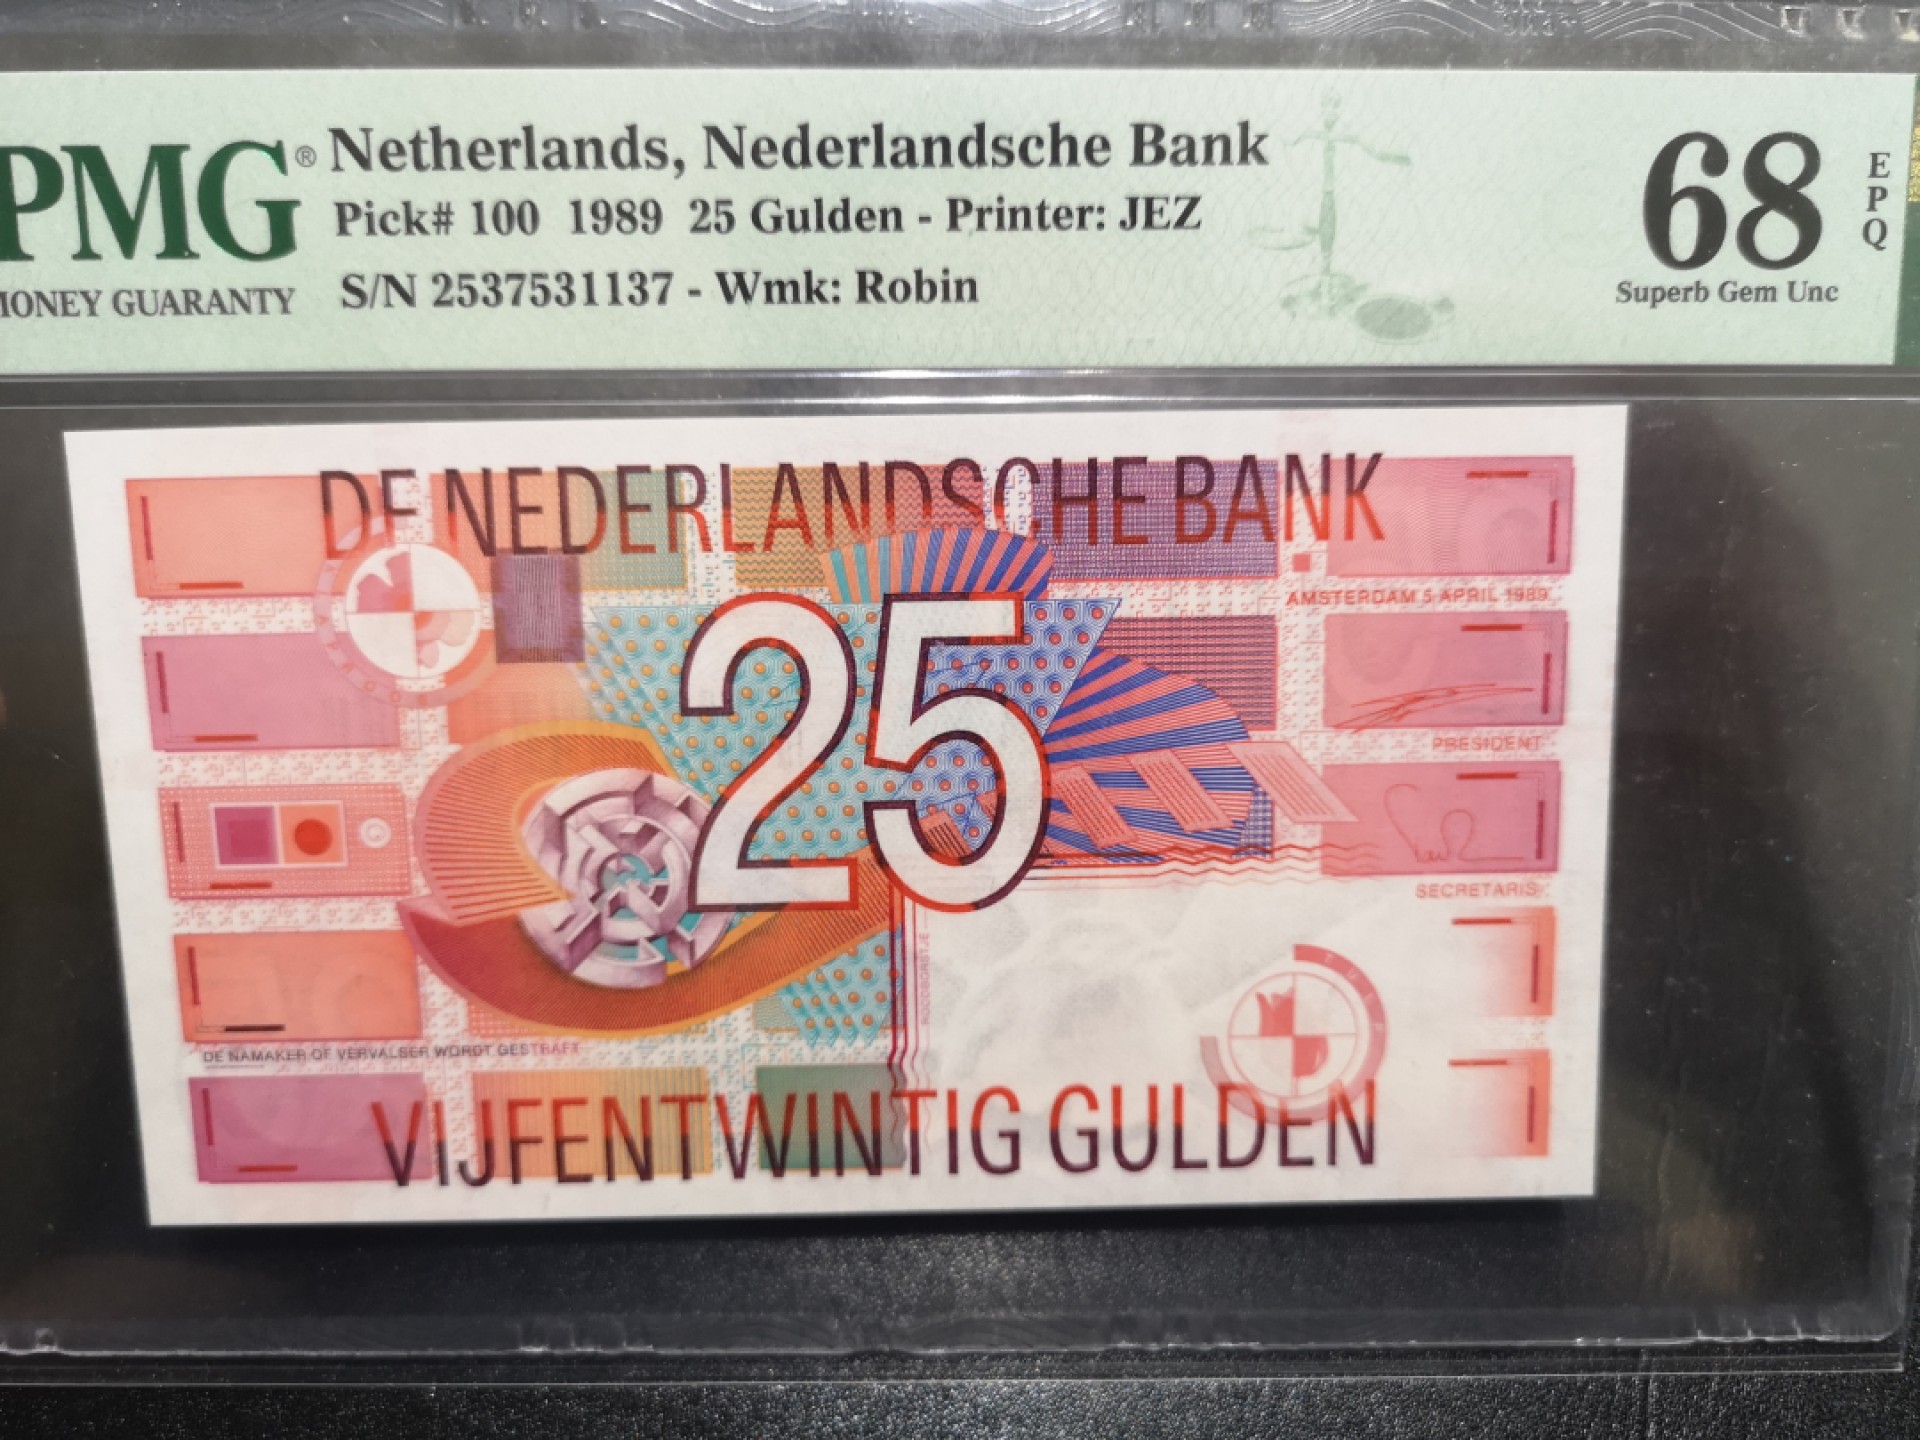 PMG®
MONEY GUARANTY
Netherlands, Nederlandsche Bank
Pick# 100 1989 25 Gulden - Printer: JEZ
S/N 2537531137 - Wmk: Robin
68
EPQ
Superb Gem Unc
DE NEDERLANDSCHE BANK
AMSTERDAM 5 APRIL 1989
25
PRESIDENT
SECRETARIS
ROODBORSTJE
TULP
DE NAMAKER OF VERVALSER WORDT GESTRAFT
VIJFENTWINTIG GULDEN